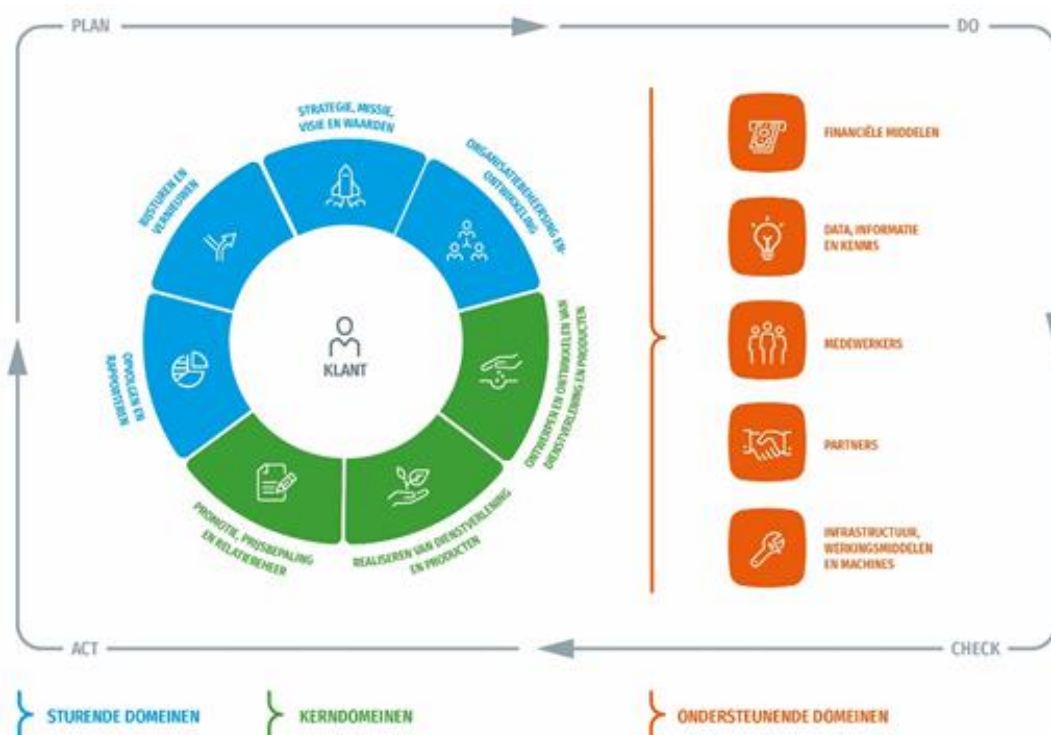 PLAN
DO
STRATEGIE, MISSIE,
VISIE EN WAARDEN
ORGANISATIEBEHEERSING EN-
ONTWIKKELING
BIJSTUREN EN
VERNIEUWEN
OPVOLGEN EN
RAPPORTEREN
KLANT
ONTWERPEN EN ONTWIKKELEN VAN
DIENSTVERLENING EN PRODUCTEN
PROMOTIE, PRIJSBEPALING
EN RELATIEBEHEER
REALISEREN VAN DIENSTVERLENING
EN PRODUCTEN
FINANCIËLE MIDDELEN
DATA, INFORMATIE
EN KENNIS
MEDEWERKERS
PARTNERS
INFRASTRUCTUUR,
WERKINGSMIDDELEN
EN MACHINES
ACT
CHECK
STURENDE DOMEINEN
KERNDOMEINEN
ONDERSTEUNENDE DOMEINEN